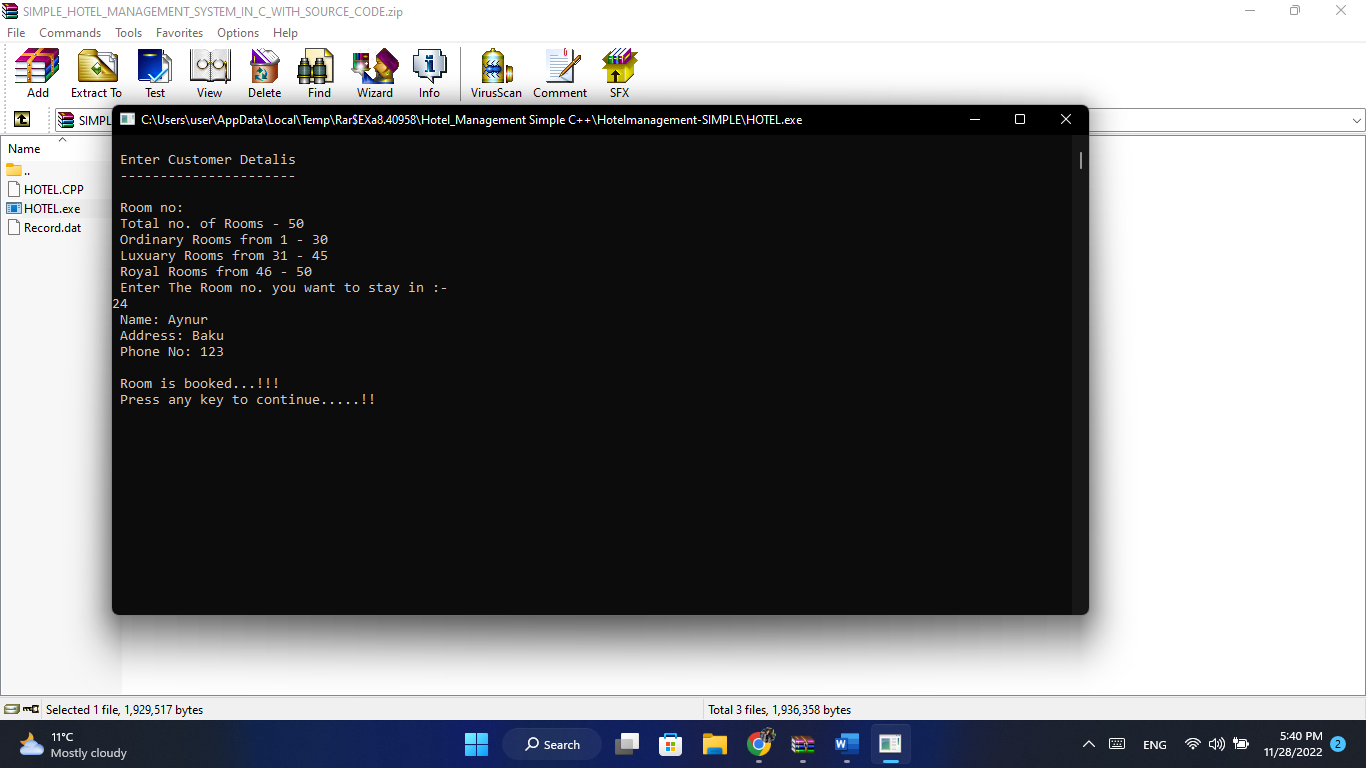 SIMPLE_HOTEL_MANAGEMENT_SYSTEM_IN_C_WITH_SOURCE_CODE.zip
File Commands Tools Favorites Options Help
Add Extract To Test View Delete Find Wizard Info VirusScan Comment SFX
SIMPL
C:\Users\user\AppData\Local\Temp\Rar$EXa8.40958\Hotel_Management Simple C++\Hotelmanagement-SIMPLE\HOTEL.exe
Name
..
HOTEL.CPP
HOTEL.exe
Record.dat
Enter Customer Detalis
----------------------
Room no:
Total no. of Rooms - 50
Ordinary Rooms from 1 - 30
Luxuary Rooms from 31 - 45
Royal Rooms from 46 - 50
Enter The Room no. you want to stay in :-
24
Name: Aynur
Address: Baku
Phone No: 123
Room is booked...!!!
Press any key to continue.....!!
Selected 1 file, 1,929,517 bytes
Total 3 files, 1,936,358 bytes
11°C
Mostly cloudy
Search
ENG
5:40 PM
11/28/2022
2